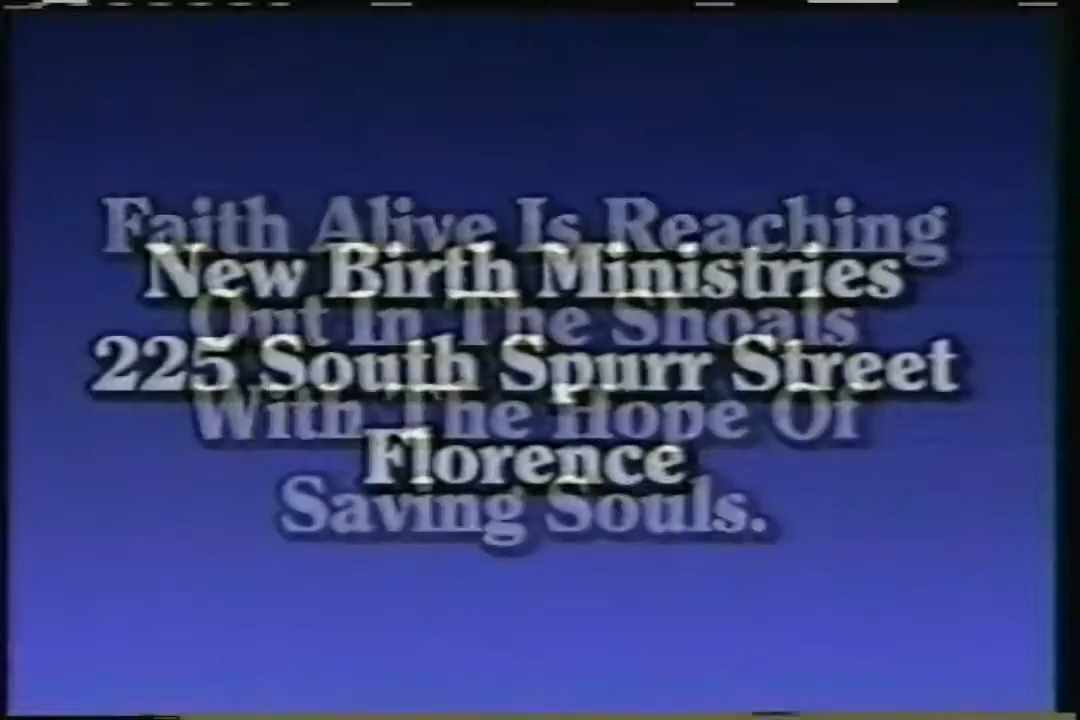 Faith Alive Is Reaching
New Birth Ministries
Out In The Shoals
225 South Spurr Street
With The Hope Of
Florence
Saving Souls.